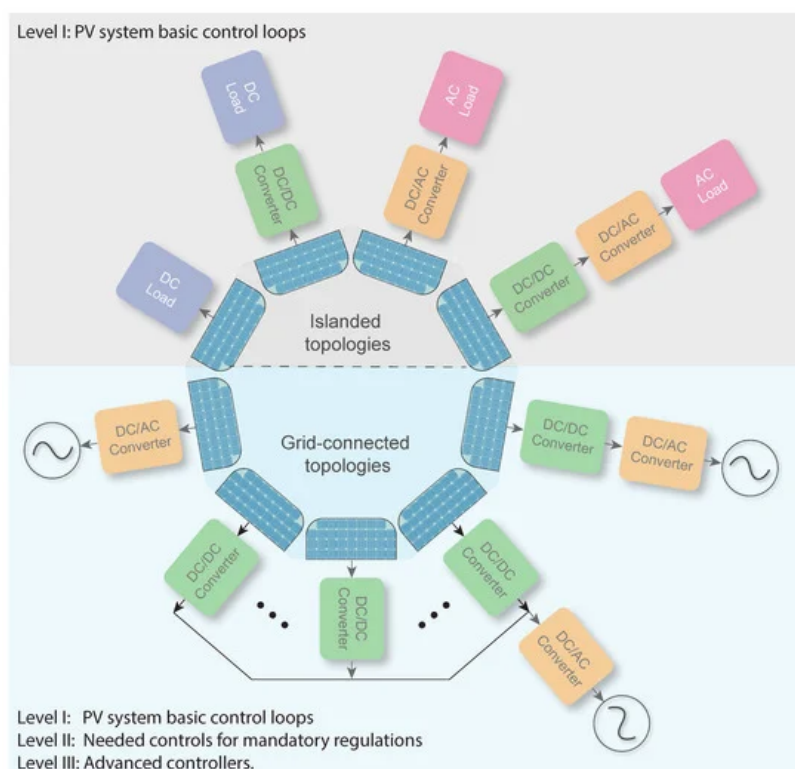 Level I: PV system basic control loops
DC
Load
AC
Load
DC/DC
Converter
DC/AC
Converter
AC
Load
DC/AC
Converter
DC/DC
Converter
DC
Load
Islanded
topologies
DC/AC
Converter
Grid-connected
topologies
DC/DC
Converter
DC/AC
Converter
DC/DC
Converter
DC/DC
Converter
DC/DC
Converter
DC/AC
Converter
Level I: PV system basic control loops
Level II: Needed controls for mandatory regulations
Level III: Advanced controllers.